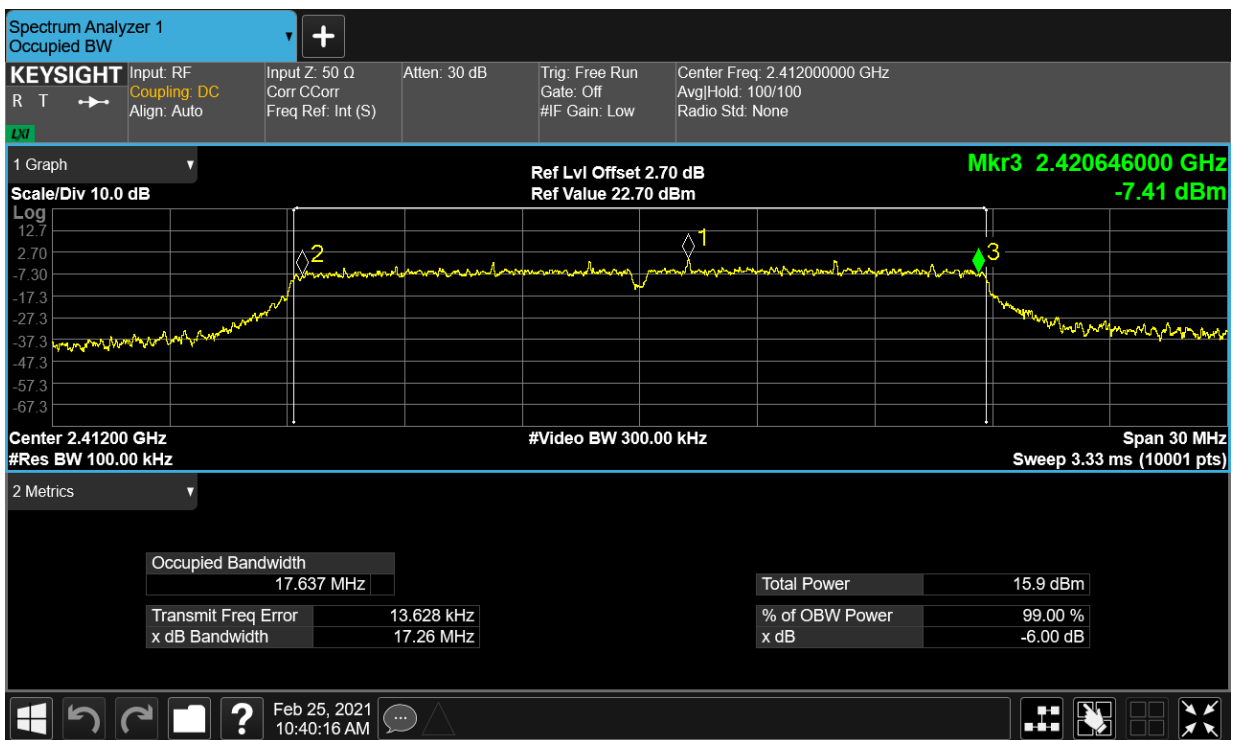 Spectrum Analyzer 1
Occupied BW
▼
+
KEYSIGHT
R T
LXI
Input: RF
Coupling: DC
Align: Auto
Input Z: 50 Ω
Corr CCorr
Freq Ref: Int (S)
Atten: 30 dB
Trig: Free Run
Gate: Off
#IF Gain: Low
Center Freq: 2.412000000 GHz
Avg|Hold: 100/100
Radio Std: None
1 Graph ▼
Scale/Div 10.0 dB
Ref Lvl Offset 2.70 dB
Ref Value 22.70 dBm
Mkr3 2.420646000 GHz
-7.41 dBm
Log
12.7
2.70
-7.30
-17.3
-27.3
-37.3
-47.3
-57.3
-67.3
2
1
3
Center 2.41200 GHz
#Res BW 100.00 kHz
#Video BW 300.00 kHz
Span 30 MHz
Sweep 3.33 ms (10001 pts)
2 Metrics ▼
Occupied Bandwidth
17.637 MHz
Transmit Freq Error 13.628 kHz
x dB Bandwidth 17.26 MHz
Total Power 15.9 dBm
% of OBW Power 99.00 %
x dB -6.00 dB
?
Feb 25, 2021
10:40:16 AM